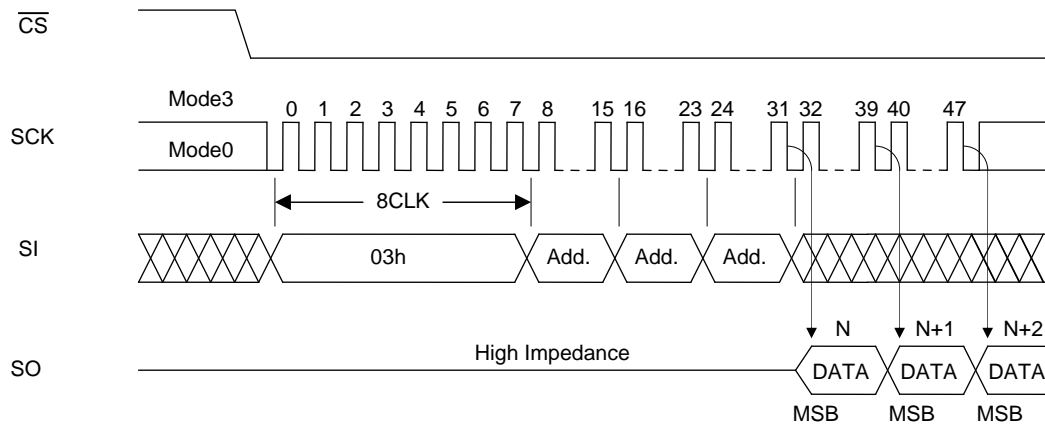 CS
Mode3
0 1 2 3 4 5 6 7 8 15 16 23 24 31 32 39 40 47
SCK
Mode0
8CLK
SI
03h Add. Add. Add.
N N+1 N+2
High Impedance
SO
DATA DATA DATA
MSB MSB MSB